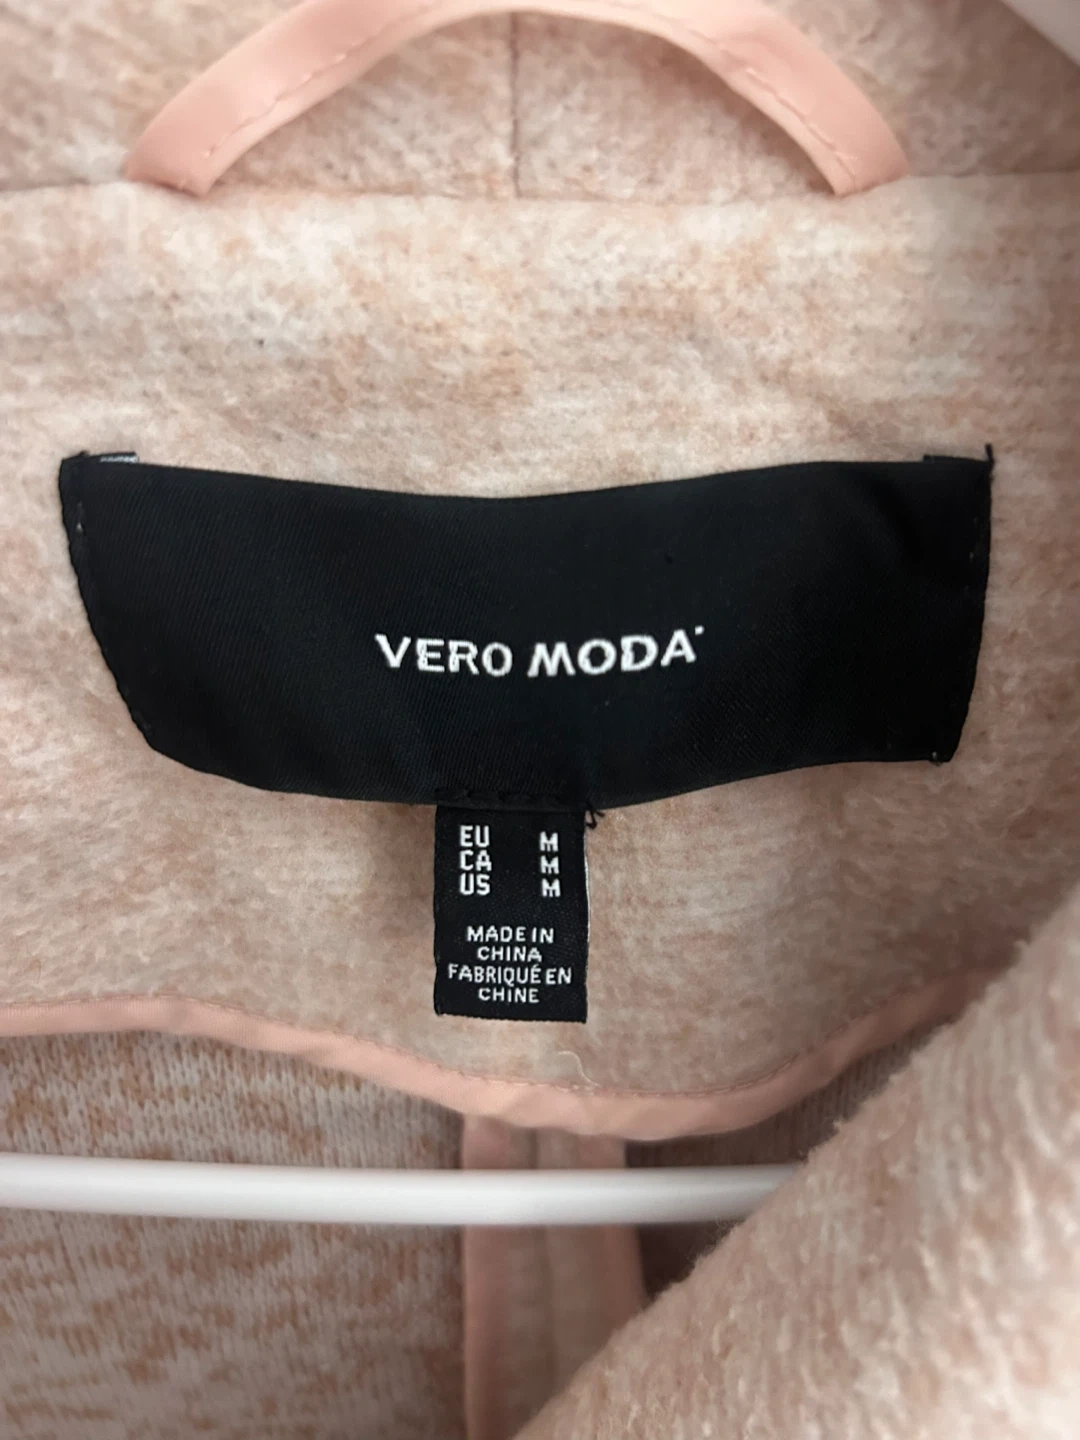 VERO MODA
EU M
CA M
US M
MADE IN
CHINA
FABRIQUÉ EN
CHINE